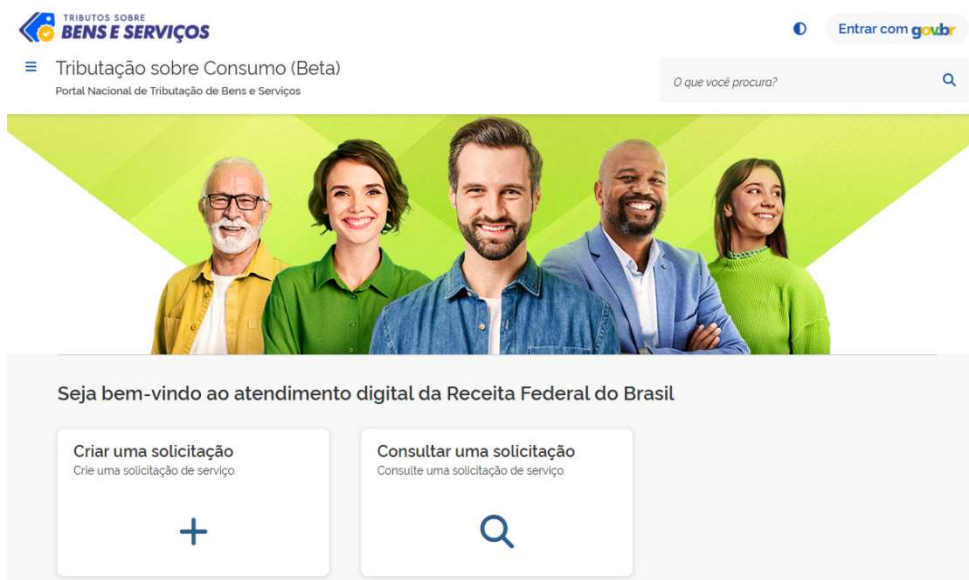 TRIBUTOS SOBRE
BENS E SERVIÇOS
Entrar com gov.br
Tributação sobre Consumo (Beta)
Portal Nacional de Tributação de Bens e Serviços
O que você procura?
Seja bem-vindo ao atendimento digital da Receita Federal do Brasil
Criar uma solicitação
Crie uma solicitação de serviço.
Consultar uma solicitação
Consulte uma solicitação de serviço.